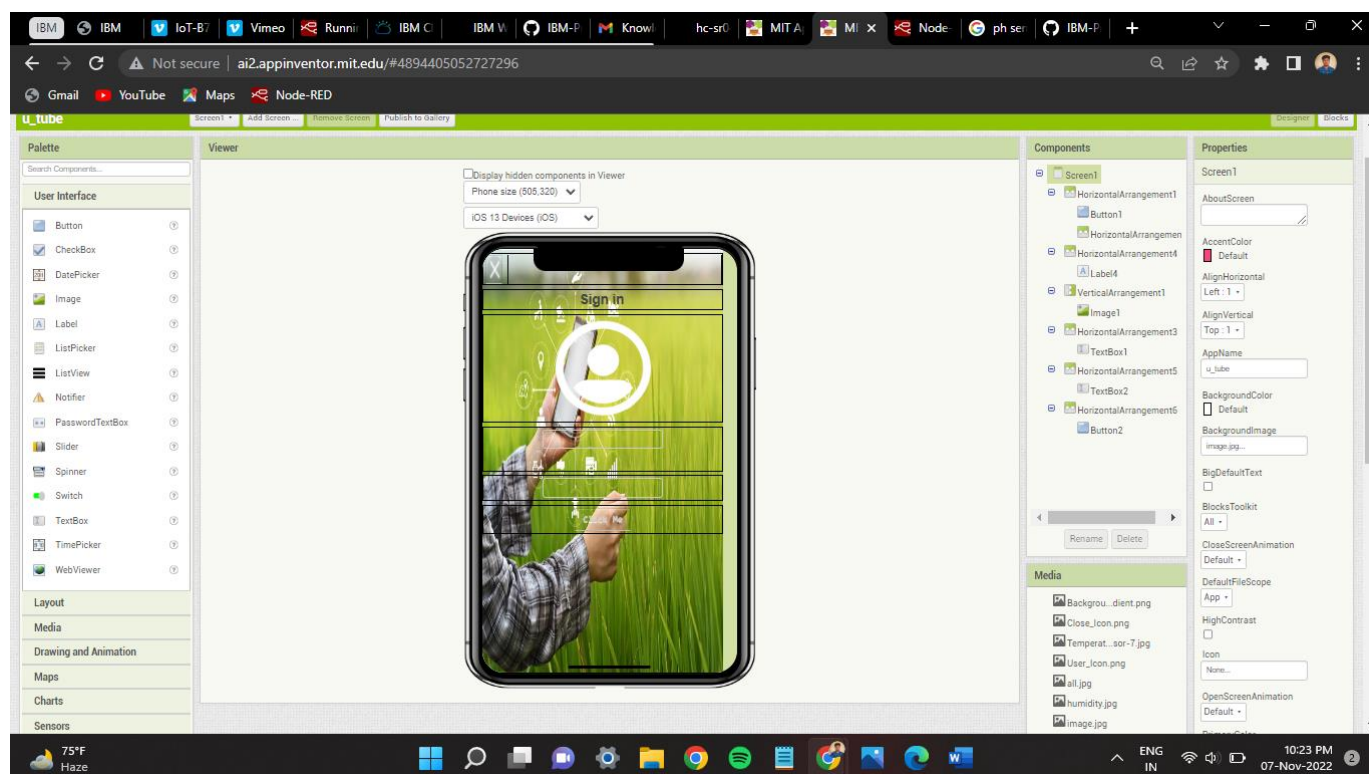 IBM IBM IoT-B7 Vimeo Runnin IBM Cl IBM W IBM-P Knowl hc-sr0 MIT A MI Node- ph sen IBM-P
Not secure ai2.appinventor.mit.edu/#4894405052727296
Gmail YouTube Maps Node-RED
u_tube Screen1 Add Screen ... Remove Screen Publish to Gallery Designer Blocks
Palette Viewer Components Properties
Search Components...
Display hidden components in Viewer
Phone size (505,320)
iOS 13 Devices (iOS)
User Interface
Button
CheckBox
DatePicker
Image
Label
ListPicker
ListView
Notifier
PasswordTextBox
Slider
Spinner
Switch
TextBox
TimePicker
WebViewer
Layout
Media
Drawing and Animation
Maps
Charts
Sensors
X
Sign in
Click Me
Screen1
HorizontalArrangement1
Button1
HorizontalArrangemen
HorizontalArrangement4
Label4
VerticalArrangement1
Image1
HorizontalArrangement3
TextBox1
HorizontalArrangement5
TextBox2
HorizontalArrangement6
Button2
Rename Delete
Media
Backgrou...dient.png
Close_Icon.png
Temperat...sor-7.jpg
User_Icon.png
all.jpg
humidity.jpg
image.jpg
Screen1
AboutScreen
AccentColor
Default
AlignHorizontal
Left : 1
AlignVertical
Top : 1
AppName
u_tube
BackgroundColor
Default
BackgroundImage
image.jpg...
BigDefaultText
BlocksToolkit
All
CloseScreenAnimation
Default
DefaultFileScope
App
HighContrast
Icon
None...
OpenScreenAnimation
Default
75°F
Haze
ENG
IN
10:23 PM
07-Nov-2022
2